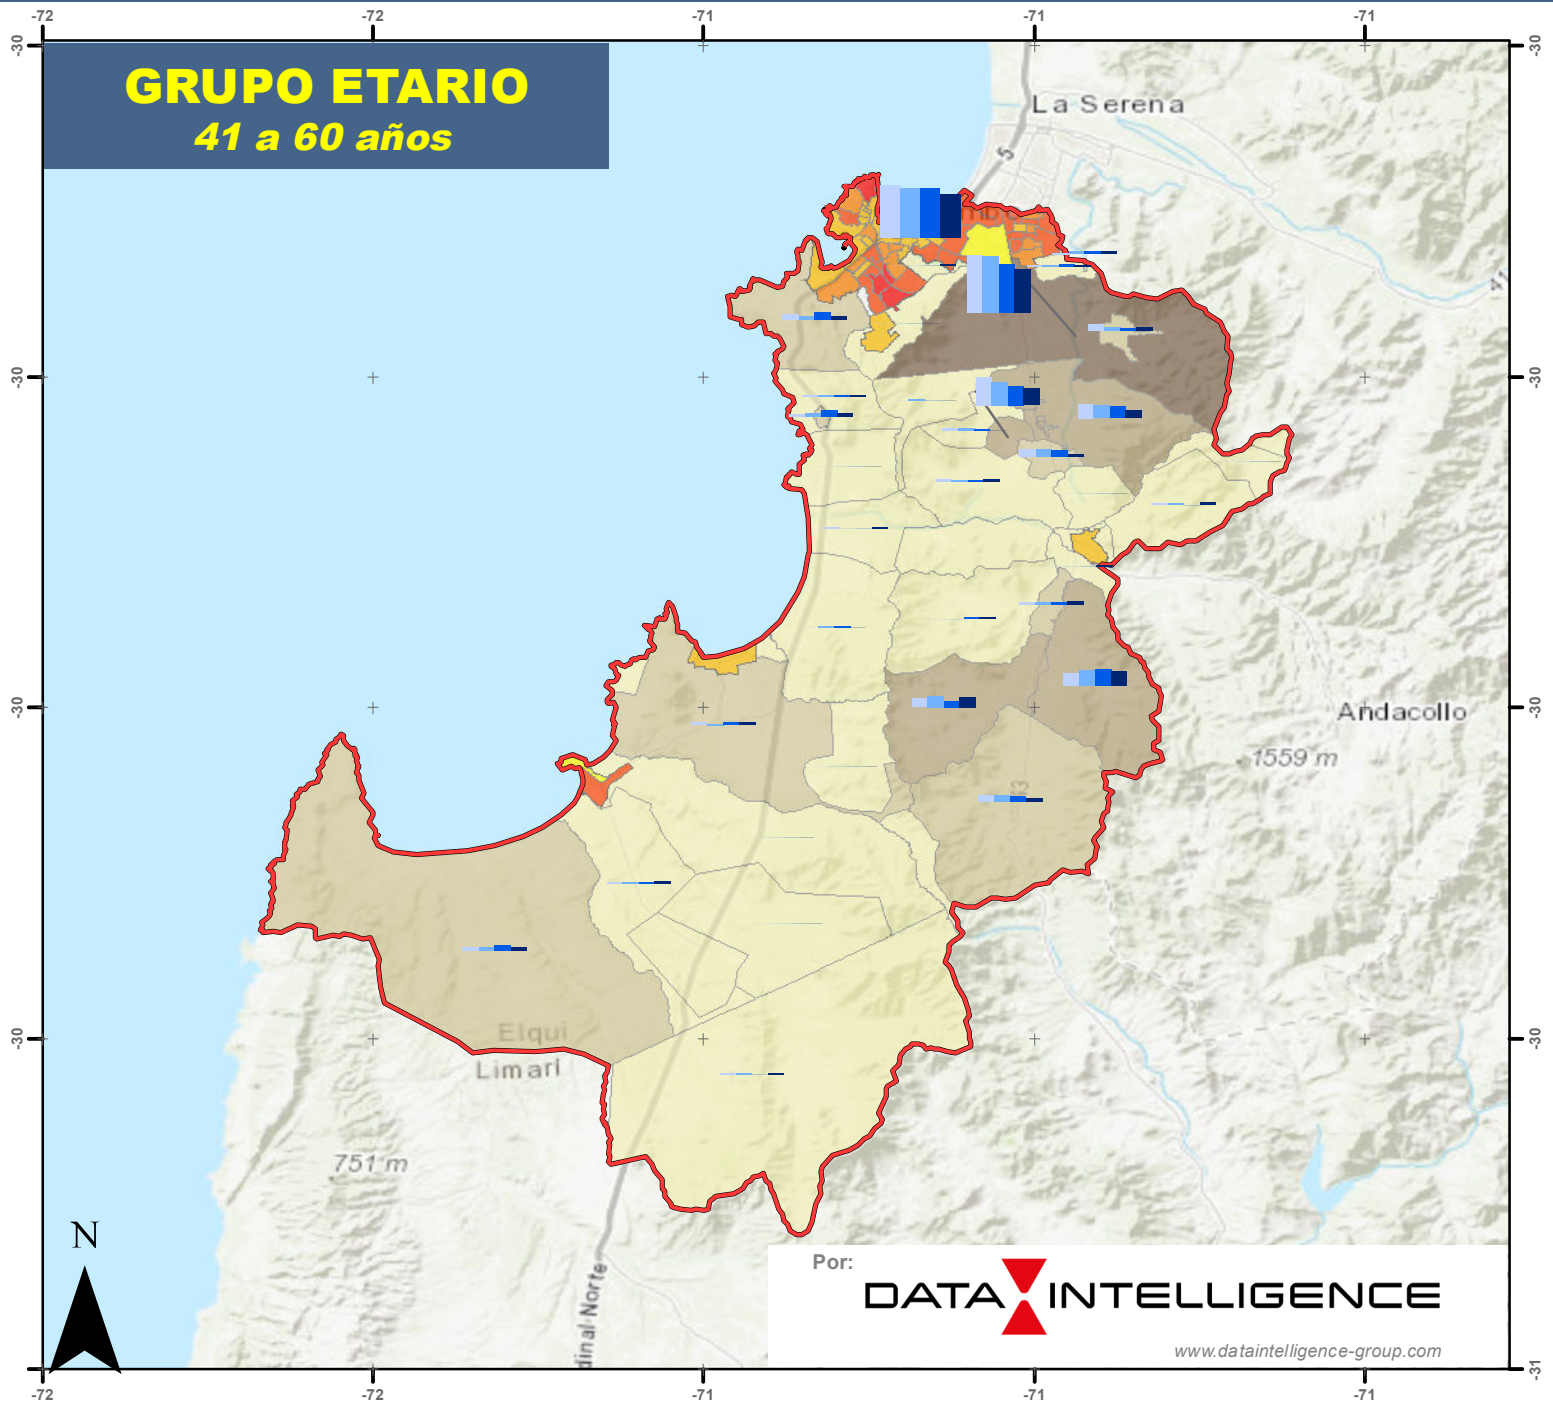 -72 -72 -71 -71 -71
GRUPO ETARIO
41 a 60 años
La Serena
5
41
-30
-30
-30
-30
-31
-30
-30
-30
-30
Andacollo
1559 m
43
Elqui
Limarí
751 m
N
dinal Norte
Por:
DATA INTELLIGENCE
www.dataintelligence-group.com
-72 -72 -71 -71 -71